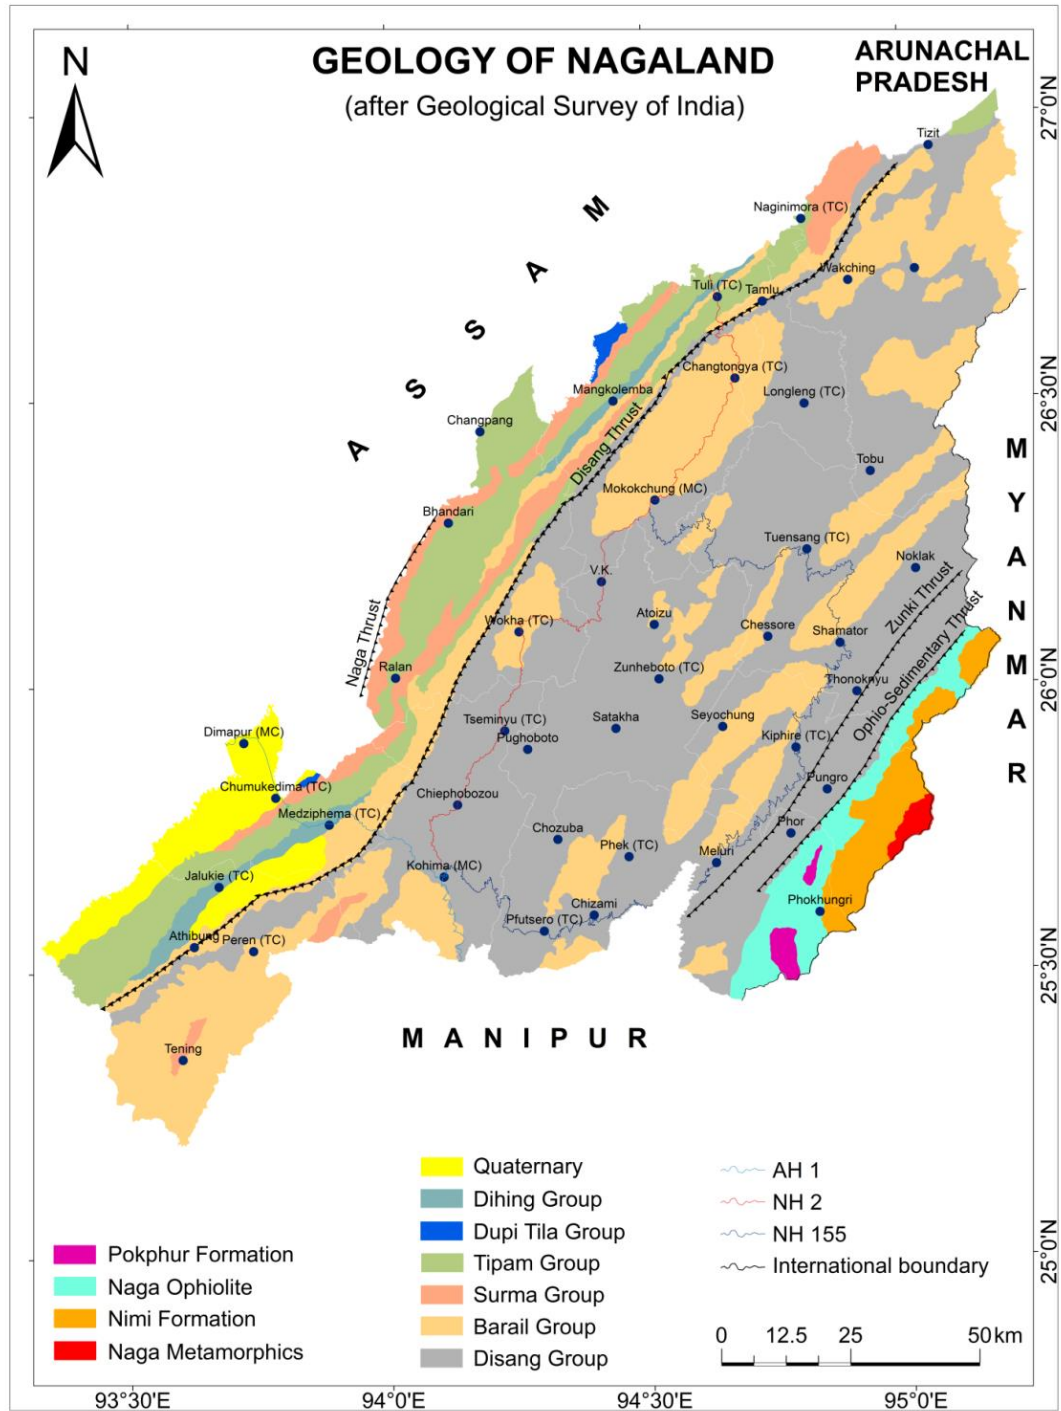 GEOLOGY OF NAGALAND
(after Geological Survey of India)
ARUNACHAL
PRADESH
N
27°0'N
Tizit
ASSAM
Naginimora (TC)
Wakching
Tuli (TC)
Tamlu
Changtongya (TC)
Mangkolemba
Longleng (TC)
26°30'N
Changpang
Disang Thrust
MYANMAR
Tobu
Mokokchung (MC)
Bhandari
Tuensang (TC)
Noklak
V.K.
Zunki Thrust
Naga Thrust
Wokha (TC)
Atoizu
Chessore
Shamator
Ophio-Sedimentary Thrust
Ralan
Zunheboto (TC)
Thonoknyu
26°0'N
Dimapur (MC)
Tseminyu (TC)
Satakha
Seyochung
Pughoboto
Kiphire (TC)
Chumukedima (TC)
Chiephobozou
Pungro
Medziphema (TC)
Chozuba
Phor
Phek (TC)
Meluri
Jalukie (TC)
Kohima (MC)
Phokhungri
Chizami
Pfutsero (TC)
Athibung
Peren (TC)
25°30'N
MANIPUR
Tening
Quaternary
Dihing Group
Dupi Tila Group
Tipam Group
Surma Group
Barail Group
Disang Group
Pokphur Formation
Naga Ophiolite
Nimi Formation
Naga Metamorphics
AH 1
NH 2
NH 155
International boundary
25°0'N
0 12.5 25 50 km
93°30'E 94°0'E 94°30'E 95°0'E